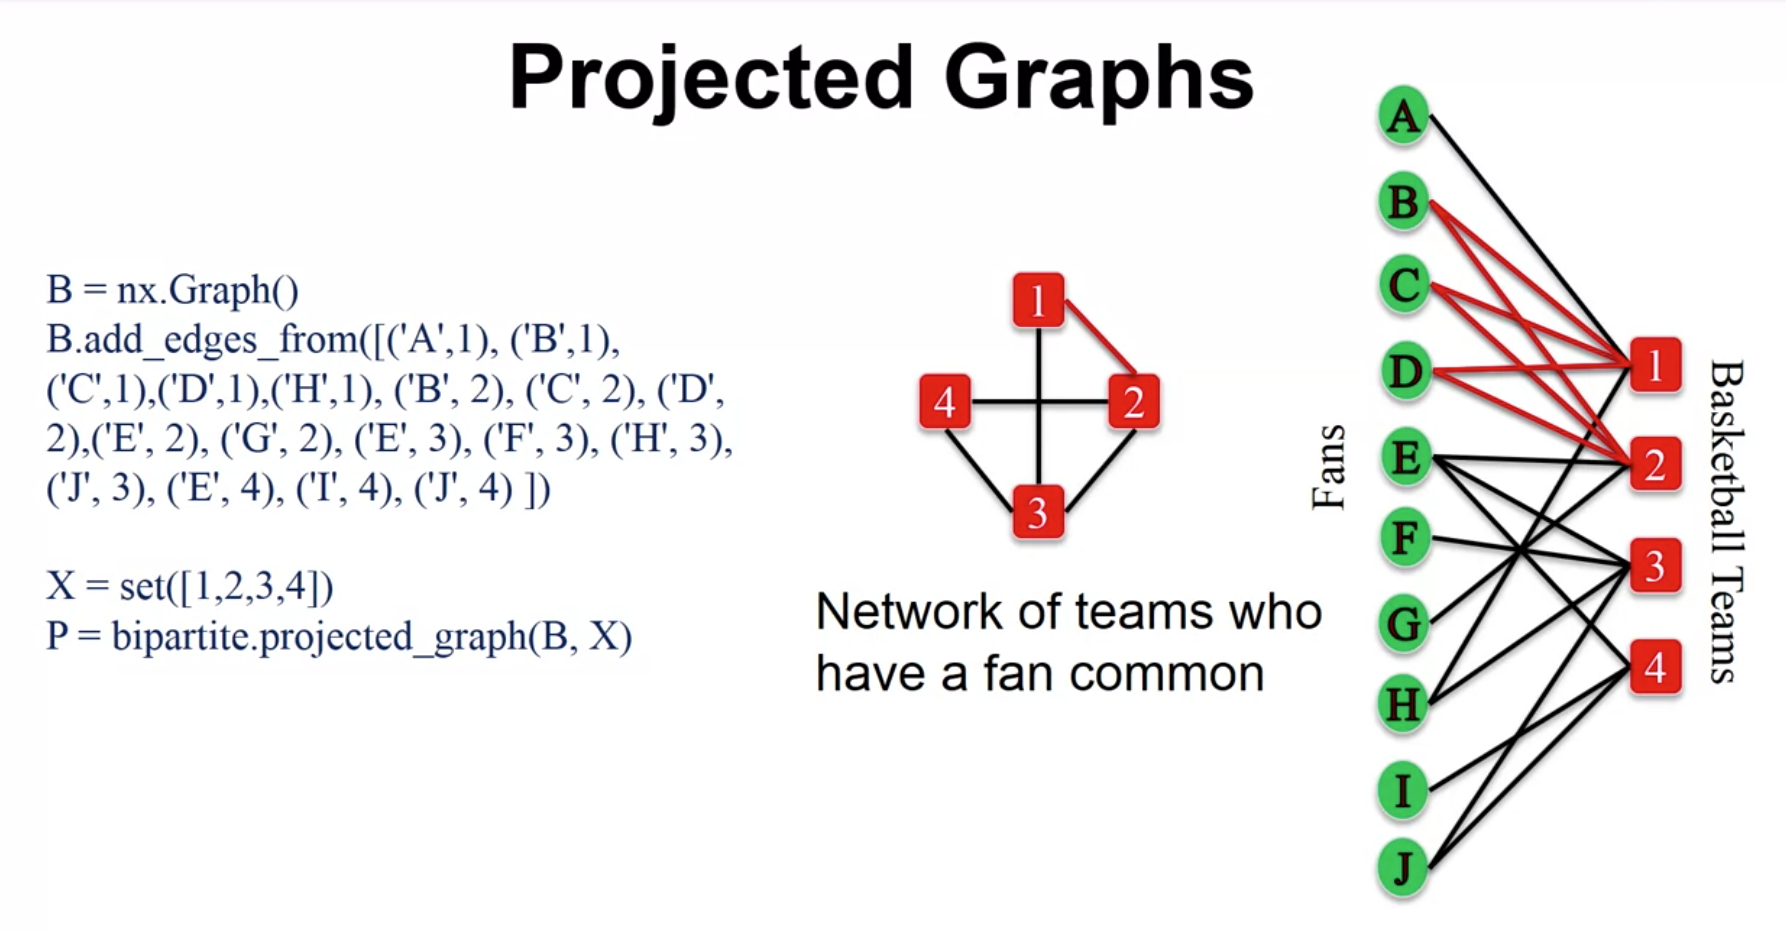 Projected Graphs
B = nx.Graph()
B.add_edges_from([('A',1), ('B',1),
('C',1),('D',1),('H',1), ('B', 2), ('C', 2), ('D',
2),('E', 2), ('G', 2), ('E', 3), ('F', 3), ('H', 3),
('J', 3), ('E', 4), ('I', 4), ('J', 4) ])
X = set([1,2,3,4])
P = bipartite.projected_graph(B, X)
1
4
2
3
Network of teams who
have a fan common
Fans
A
B
C
D
E
F
G
H
I
J
1
2
3
4
Basketball Teams